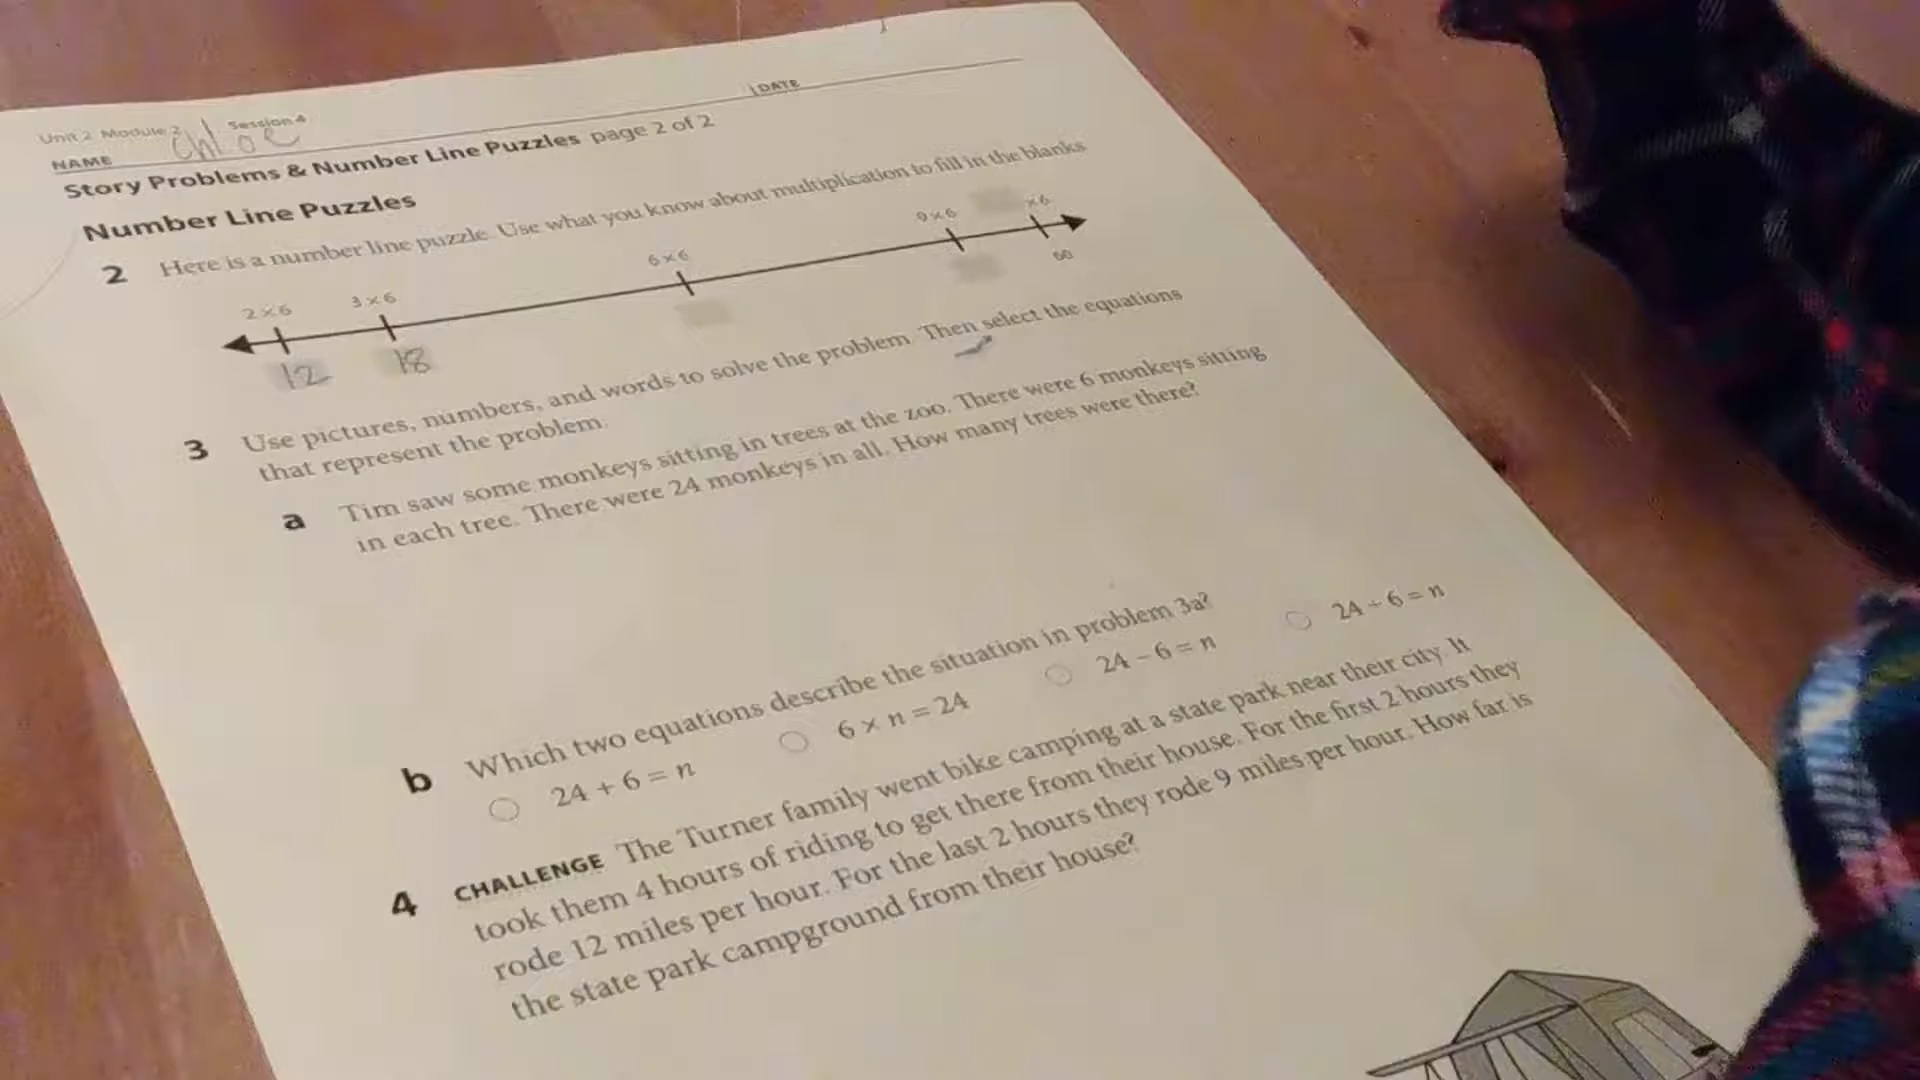 Unit 2 Module 2 Session 4
NAME Chloe | DATE
Story Problems & Number Line Puzzles page 2 of 2
Number Line Puzzles
2 Here is a number line puzzle. Use what you know about multiplication to fill in the blanks
2 × 6 3 × 6 6 × 6 9 × 6 × 6
12 18 60
3 Use pictures, numbers, and words to solve the problem. Then select the equations
that represent the problem.
a Tim saw some monkeys sitting in trees at the zoo. There were 6 monkeys sitting
in each tree. There were 24 monkeys in all. How many trees were there?
b Which two equations describe the situation in problem 3a?
24 + 6 = n 6 × n = 24 24 – 6 = n 24 ÷ 6 = n
4 CHALLENGE The Turner family went bike camping at a state park near their city. It
took them 4 hours of riding to get there from their house. For the first 2 hours they
rode 12 miles per hour. For the last 2 hours they rode 9 miles per hour. How far is
the state park campground from their house?